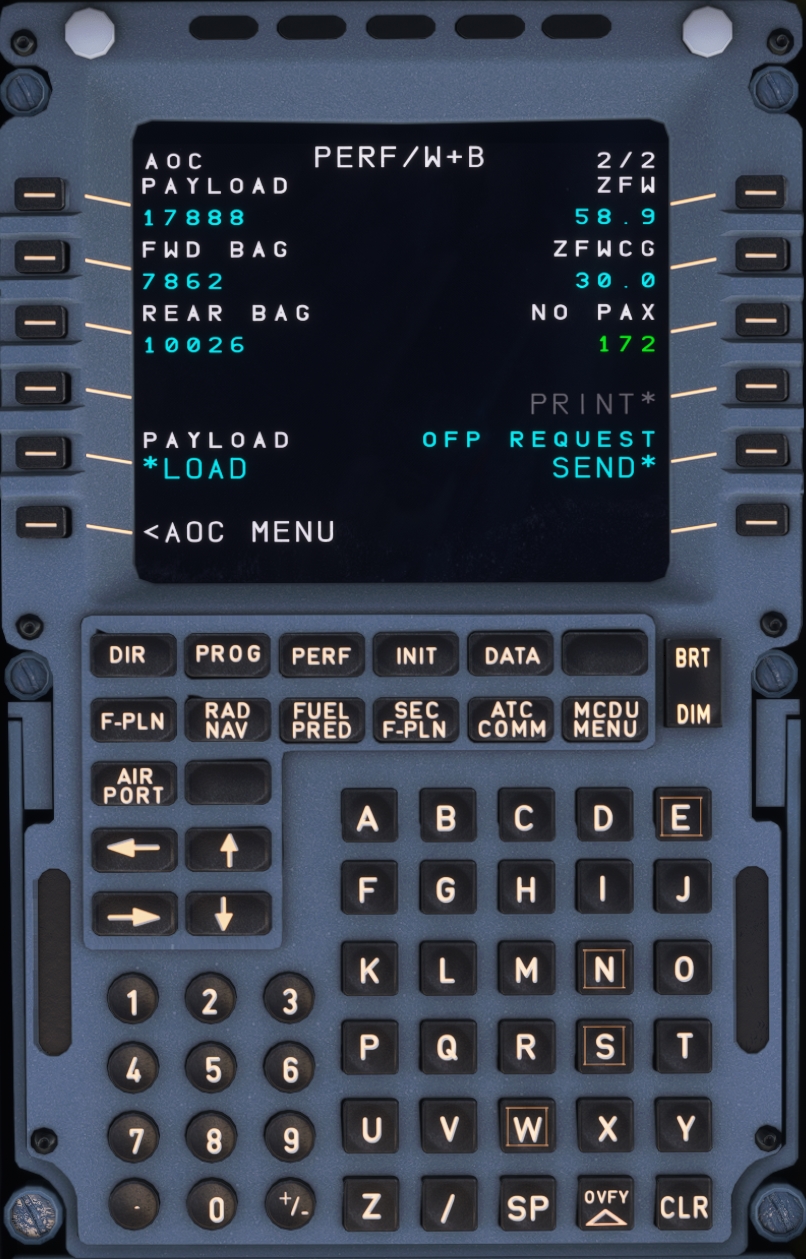 AOC PERF/W+B 2/2
PAYLOAD ZFW
17888 58.9
FWD BAG ZFWCG
7862 30.0
REAR BAG NO PAX
10026 172
PRINT*
PAYLOAD OFP REQUEST
*LOAD SEND*
<AOC MENU
DIR PROG PERF INIT DATA
BRT
DIM
F-PLN RAD NAV FUEL PRED SEC F-PLN ATC COMM MCDU MENU
AIR PORT
A B C D E
F G H I J
K L M N O
1 2 3
P Q R S T
4 5 6
U V W X Y
7 8 9
Z / SP OVFY CLR
. 0 +/-